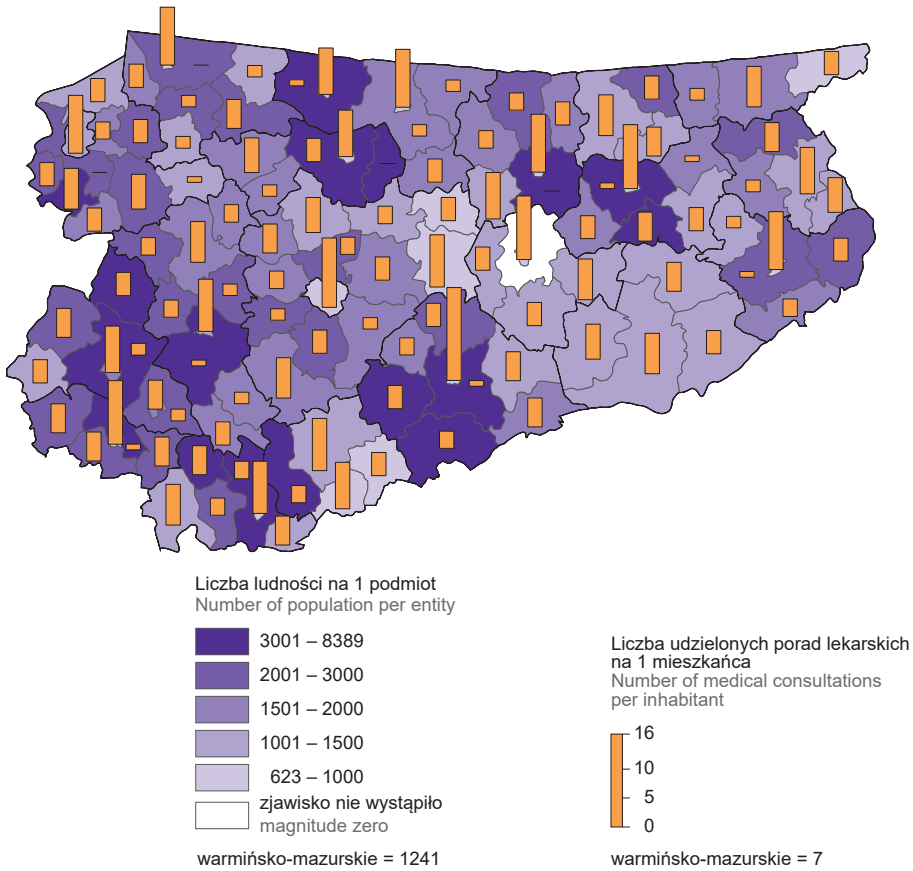 Liczba ludności na 1 podmiot
Number of population per entity
3001 – 8389
2001 – 3000
1501 – 2000
1001 – 1500
623 – 1000
zjawisko nie wystąpiło
magnitude zero
warmińsko-mazurskie = 1241
Liczba udzielonych porad lekarskich
na 1 mieszkańca
Number of medical consultations
per inhabitant
16
10
5
0
warmińsko-mazurskie = 7